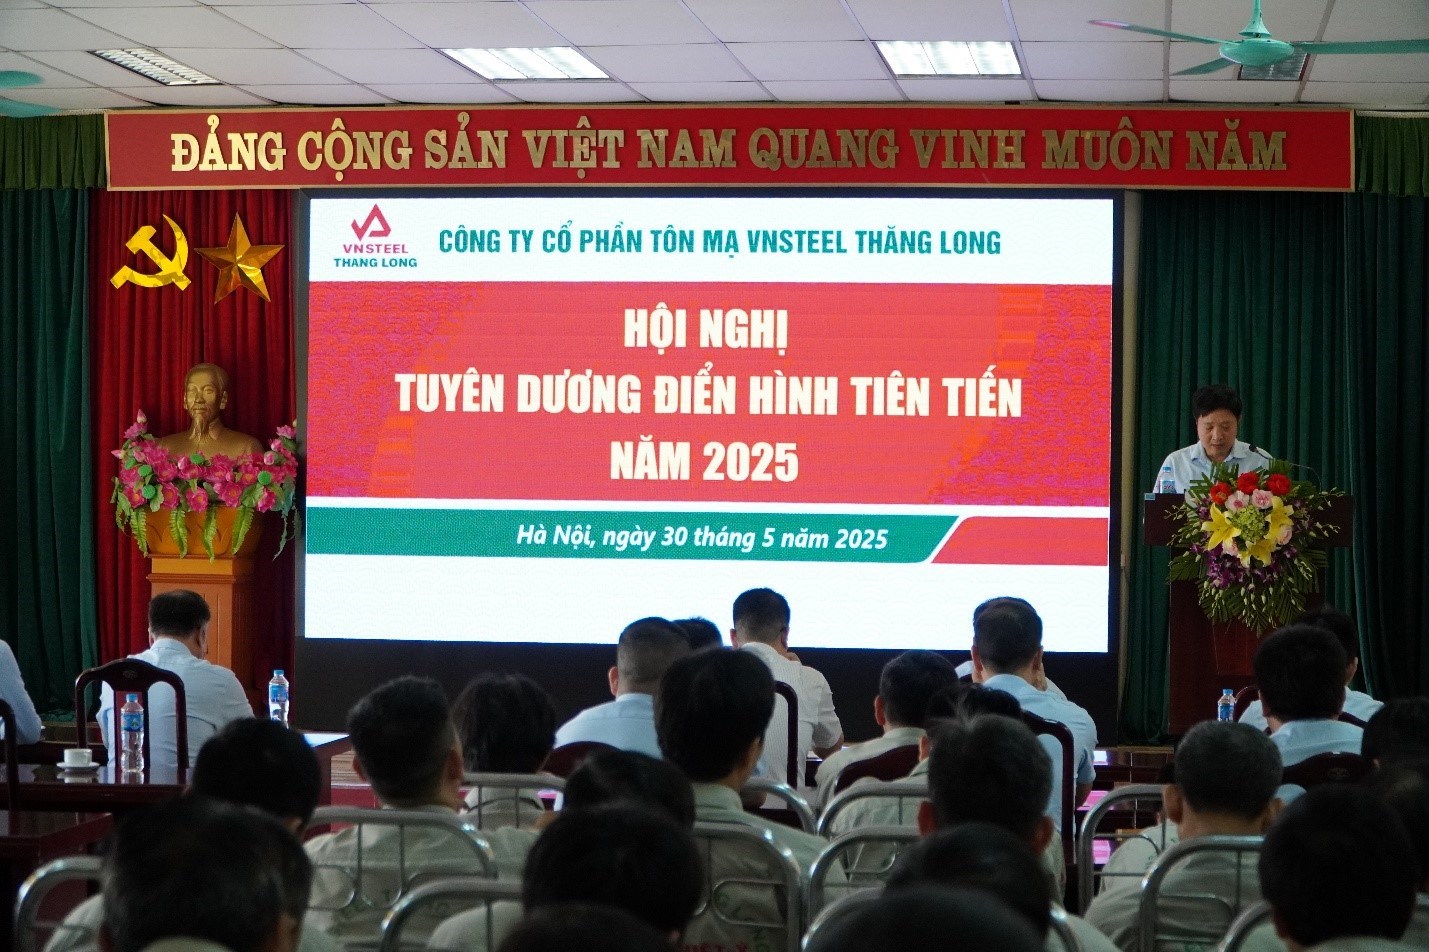 ĐẢNG CỘNG SẢN VIỆT NAM QUANG VINH MUÔN NĂM
VNSTEEL
THANG LONG
CÔNG TY CỔ PHẦN TÔN MẠ VNSTEEL THĂNG LONG
HỘI NGHỊ
TUYÊN DƯƠNG ĐIỂN HÌNH TIÊN TIẾN
NĂM 2025
Hà Nội, ngày 30 tháng 5 năm 2025